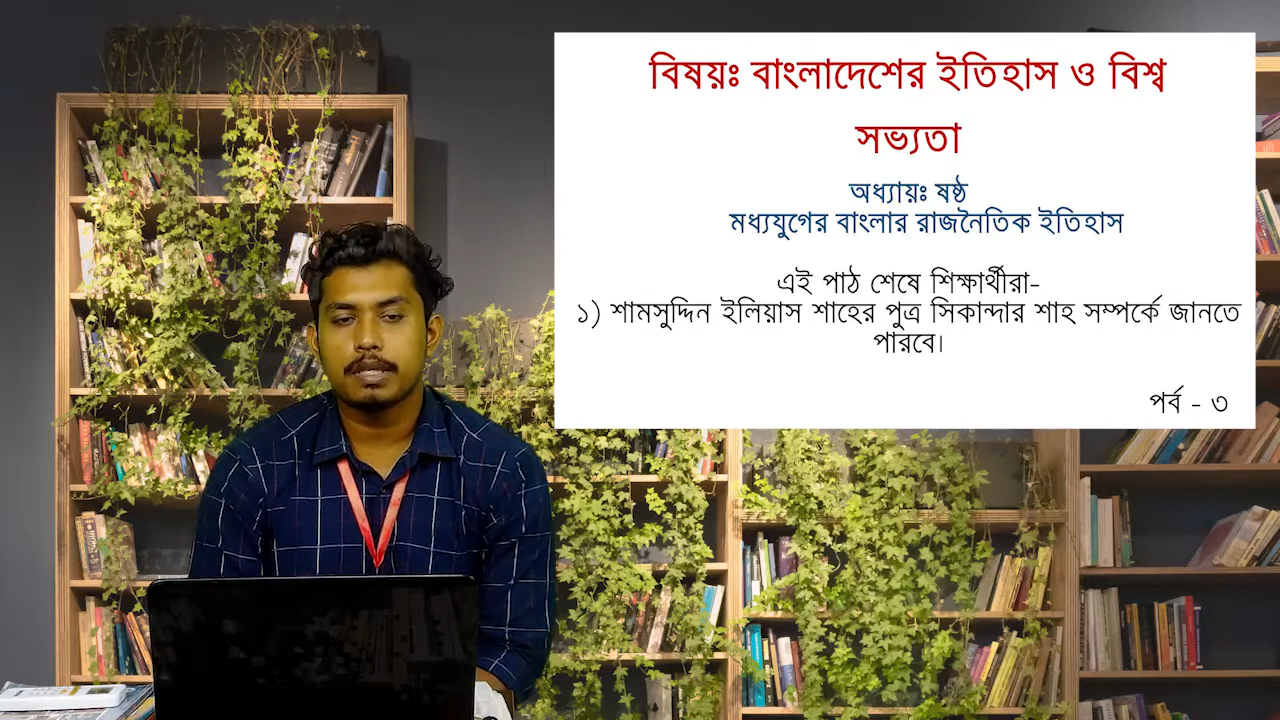 বিষয়ঃ বাংলাদেশের ইতিহাস ও বিশ্ব
সভ্যতা
অধ্যায়ঃ ষষ্ঠ
মধ্যযুগের বাংলার রাজনৈতিক ইতিহাস
এই পাঠ শেষে শিক্ষার্থীরা-
১) শামসুদ্দিন ইলিয়াস শাহের পুত্র সিকান্দার শাহ সম্পর্কে জানতে
পারবে।
পর্ব - ৩